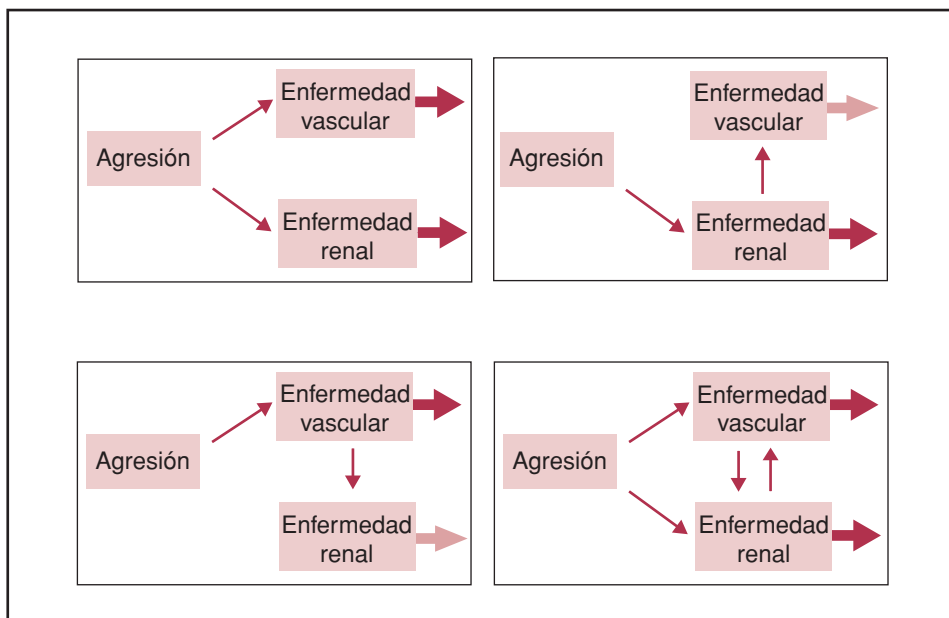 Enfermedad
vascular
Agresión
Enfermedad
renal
Enfermedad
vascular
Agresión
Enfermedad
renal
Enfermedad
vascular
Agresión
Enfermedad
renal
Enfermedad
vascular
Agresión
Enfermedad
renal